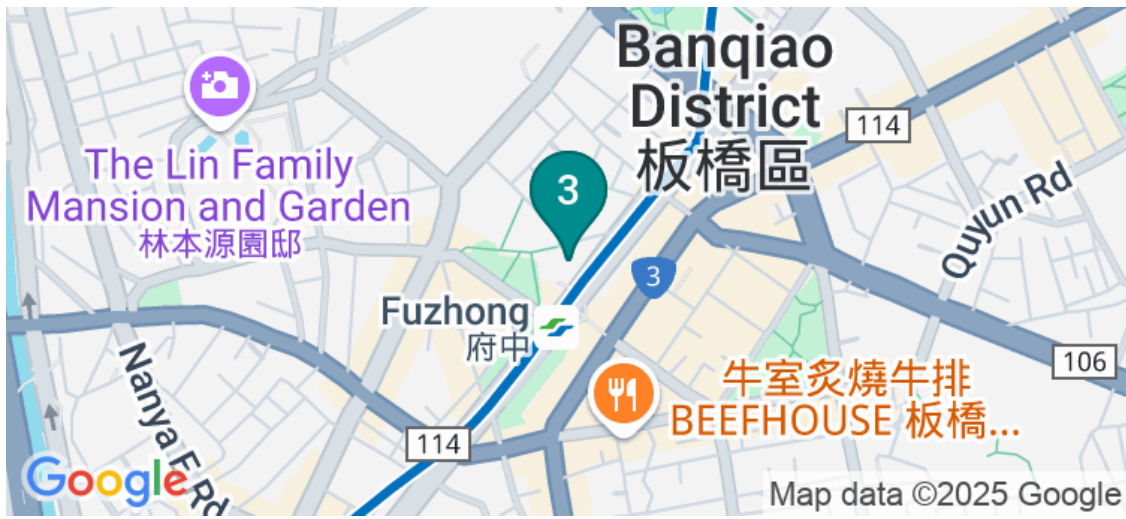 Banqiao
District
板橋區
114
The Lin Family
Mansion and Garden
林本源園邸
3
Quyun Rd
3
Fuzhong
府中
106
Nanya E Rd
牛室炙燒牛排
BEEFHOUSE 板橋...
114
Google
Map data ©2025 Google